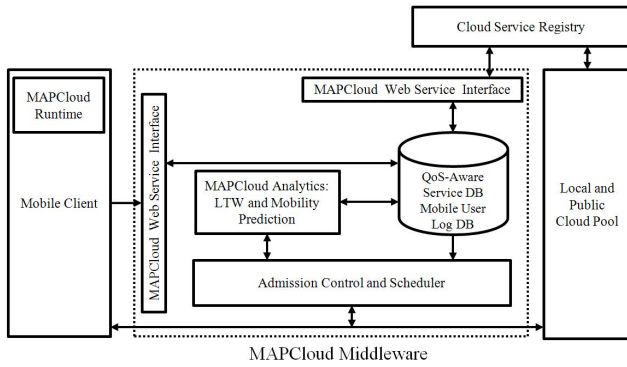 Cloud Service Registry
MAPCloud Web Service Interface
MAPCloud
Runtime
Mobile Client
MAPCloud Web Service Interface
MAPCloud Analytics:
LTW and Mobility
Prediction
QoS-Aware
Service DB
Mobile User
Log DB
Local and
Public
Cloud Pool
Admission Control and Scheduler
MAPCloud Middleware